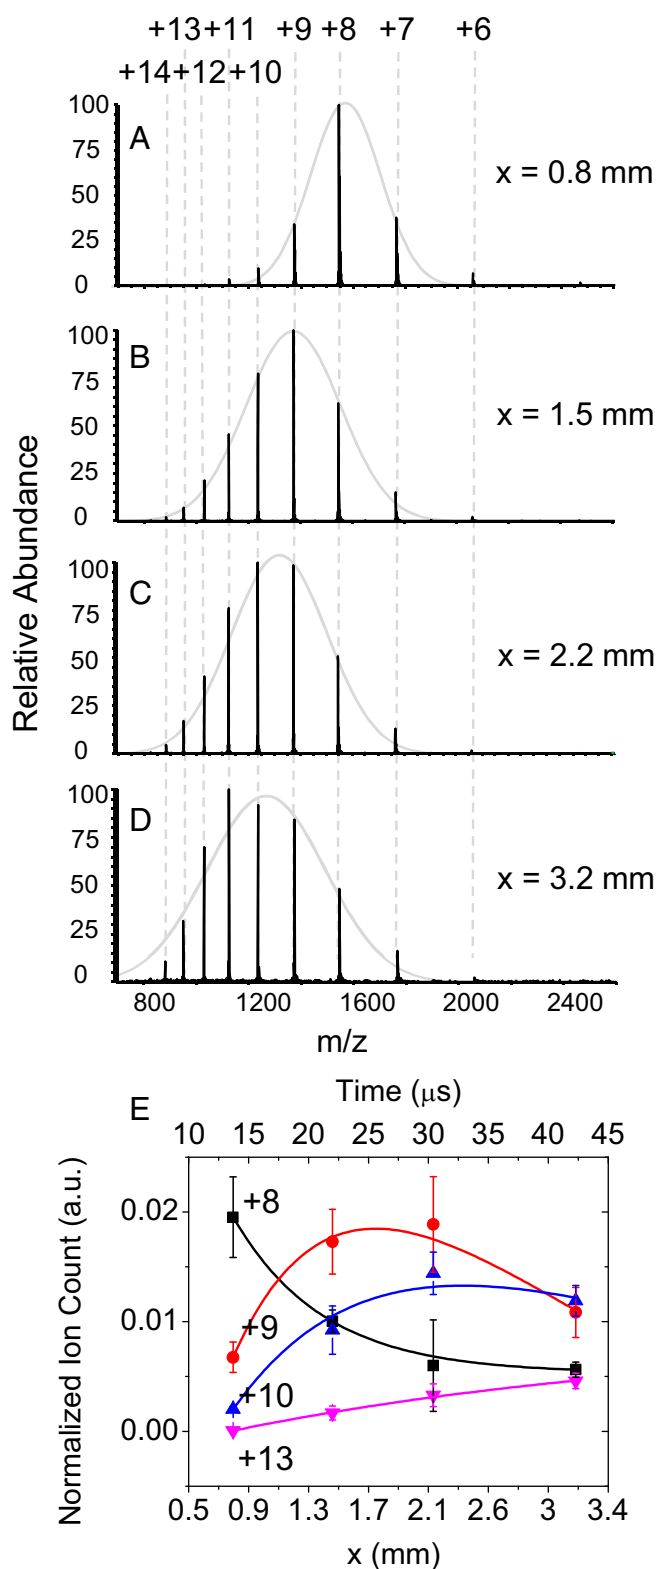 +13 +11 +9 +8 +7 +6
+14 +12 +10
100
A
75
x = 0.8 mm
50
25
0
100
B
75
x = 1.5 mm
50
25
0
Relative Abundance
100
C
75
x = 2.2 mm
50
25
0
100
D
75
x = 3.2 mm
50
25
0
800 1200 1600 2000 2400
m/z
E
Time (μs)
10 15 20 25 30 35 40 45
Normalized Ion Count (a.u.)
0.02
0.01
0.00
+8
+9
+10
+13
0.5 0.9 1.3 1.7 2.1 2.6 3 3.4
x (mm)